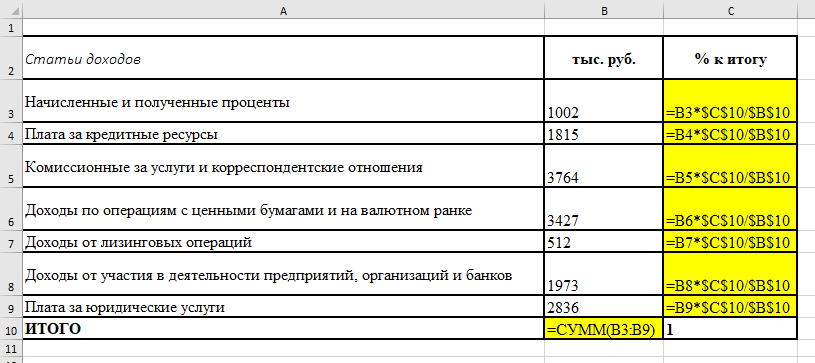 A B C
1
2 Статьи доходов тыс. руб. % к итогу
3 Начисленные и полученные проценты 1002 =B3*$C$10/$B$10
4 Плата за кредитные ресурсы 1815 =B4*$C$10/$B$10
5 Комиссионные за услуги и корреспондентские отношения 3764 =B5*$C$10/$B$10
6 Доходы по операциям с ценными бумагами и на валютном ранке 3427 =B6*$C$10/$B$10
7 Доходы от лизинговых операций 512 =B7*$C$10/$B$10
8 Доходы от участия в деятельности предприятий, организаций и банков 1973 =B8*$C$10/$B$10
9 Плата за юридические услуги 2836 =B9*$C$10/$B$10
10 ИТОГО =СУММ(B3:B9) 1
11